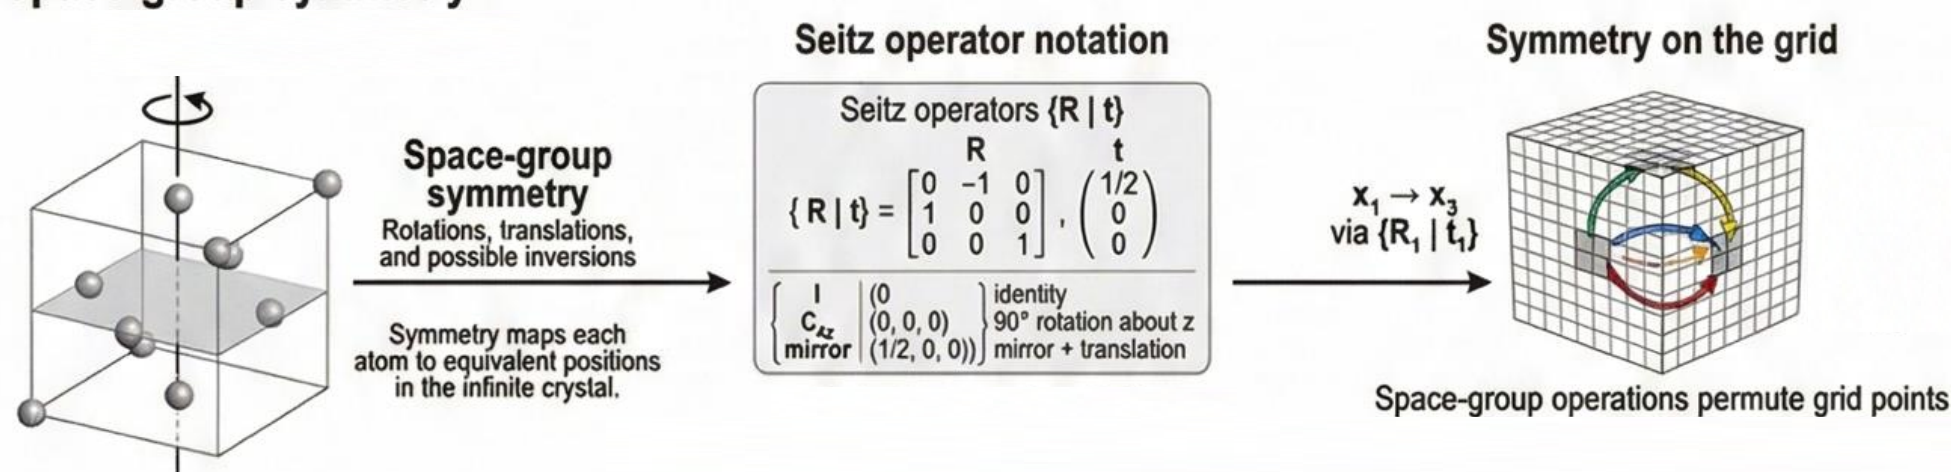 Seitz operator notation
Symmetry on the grid
Space-group
symmetry
Rotations, translations,
and possible inversions
Symmetry maps each
atom to equivalent positions
in the infinite crystal.
Seitz operators {R | t}
R t
{ R | t} = [0 -1 0] , (1/2)
[1 0 0] (0)
[0 0 1] (0)
I | (0 } identity
C4z | (0, 0, 0) } 90° rotation about z
mirror | (1/2, 0, 0)) } mirror + translation
x₁ → x₃
via {R₁ | t₁}
Space-group operations permute grid points